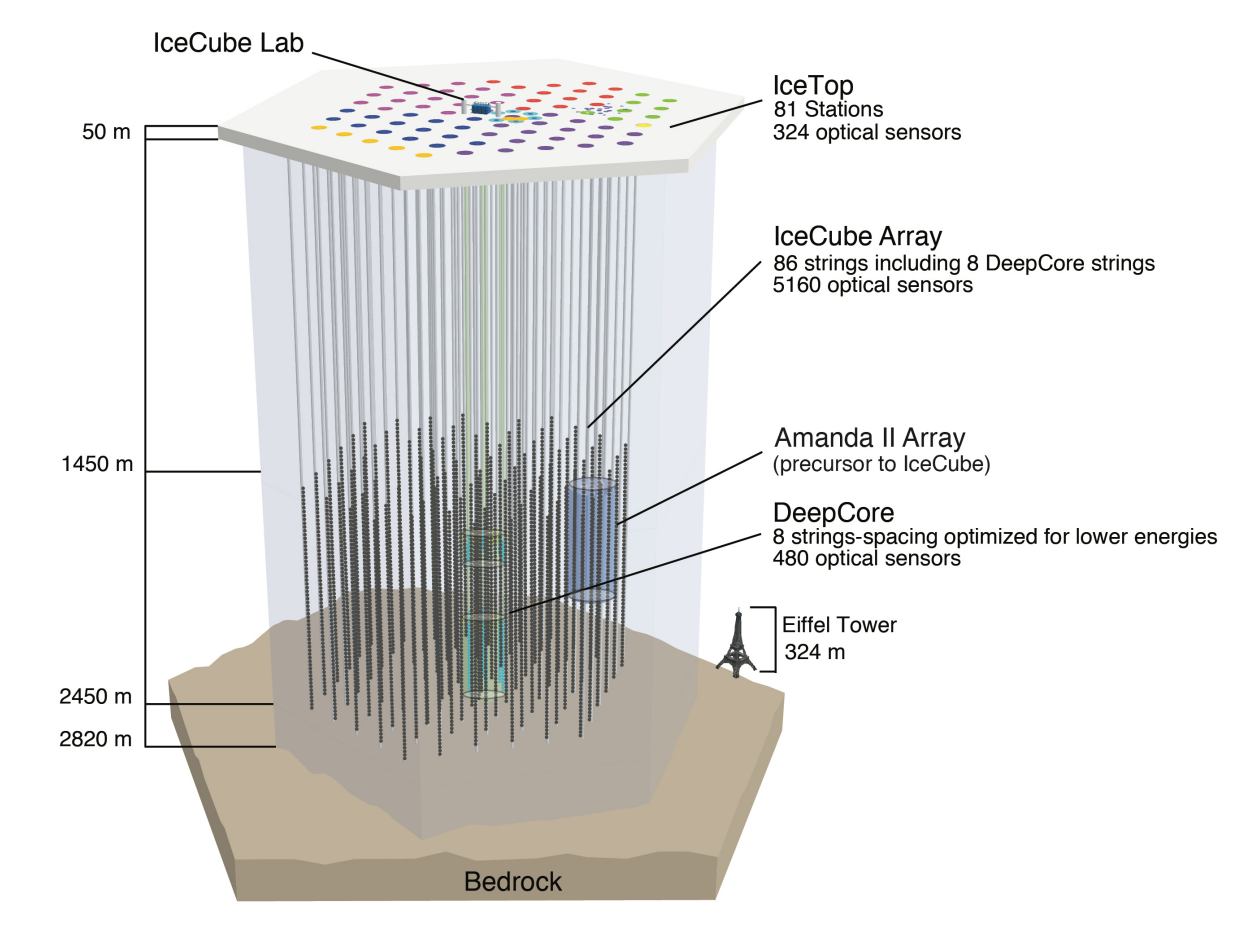 IceCube Lab
IceTop
81 Stations
324 optical sensors
50 m
IceCube Array
86 strings including 8 DeepCore strings
5160 optical sensors
Amanda II Array
(precursor to IceCube)
1450 m
DeepCore
8 strings-spacing optimized for lower energies
480 optical sensors
Eiffel Tower
324 m
2450 m
2820 m
Bedrock